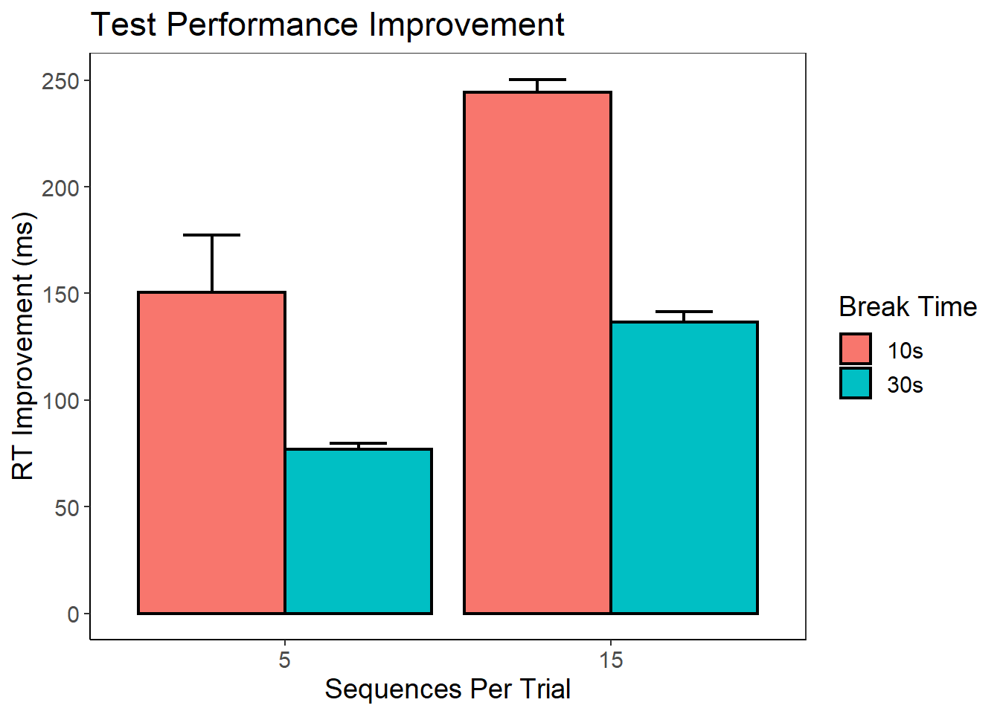 Test Performance Improvement
RT Improvement (ms)
250
200
150
100
50
0
5
15
Sequences Per Trial
Break Time
10s
30s